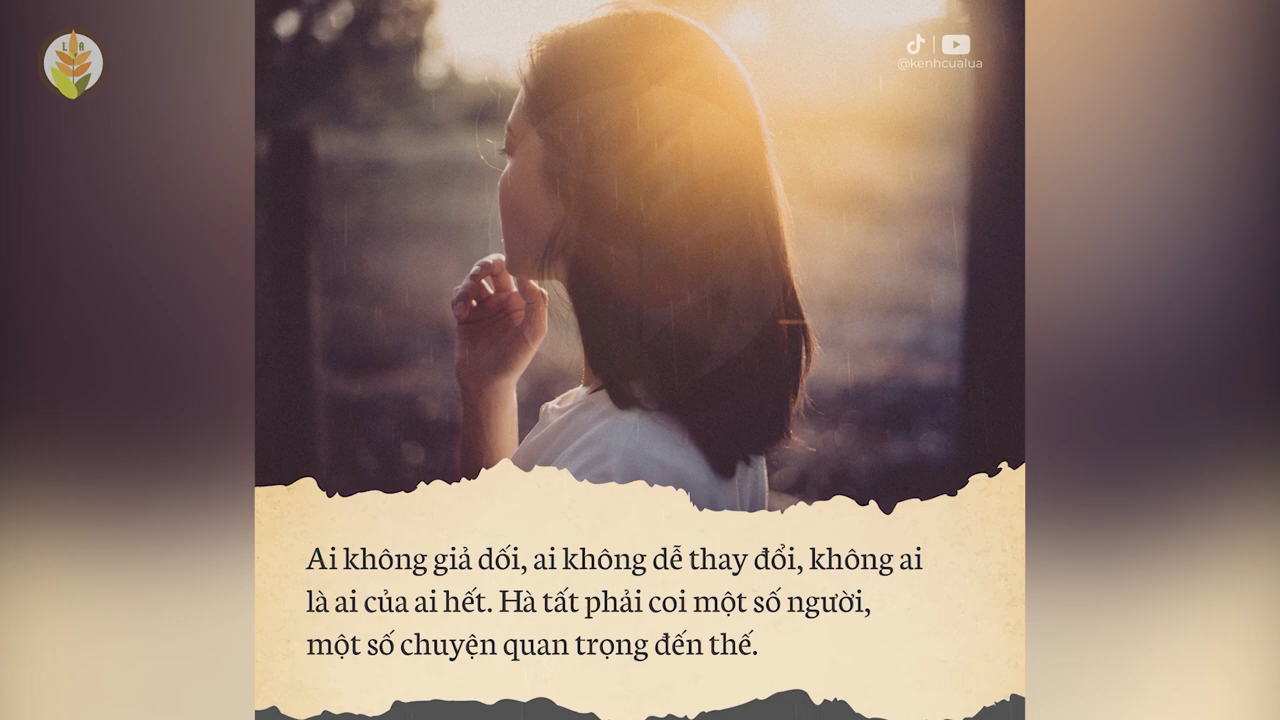 L A
@kenhcualua
Ai không giả dối, ai không dễ thay đổi, không ai
là ai của ai hết. Hà tất phải coi một số người,
một số chuyện quan trọng đến thế.